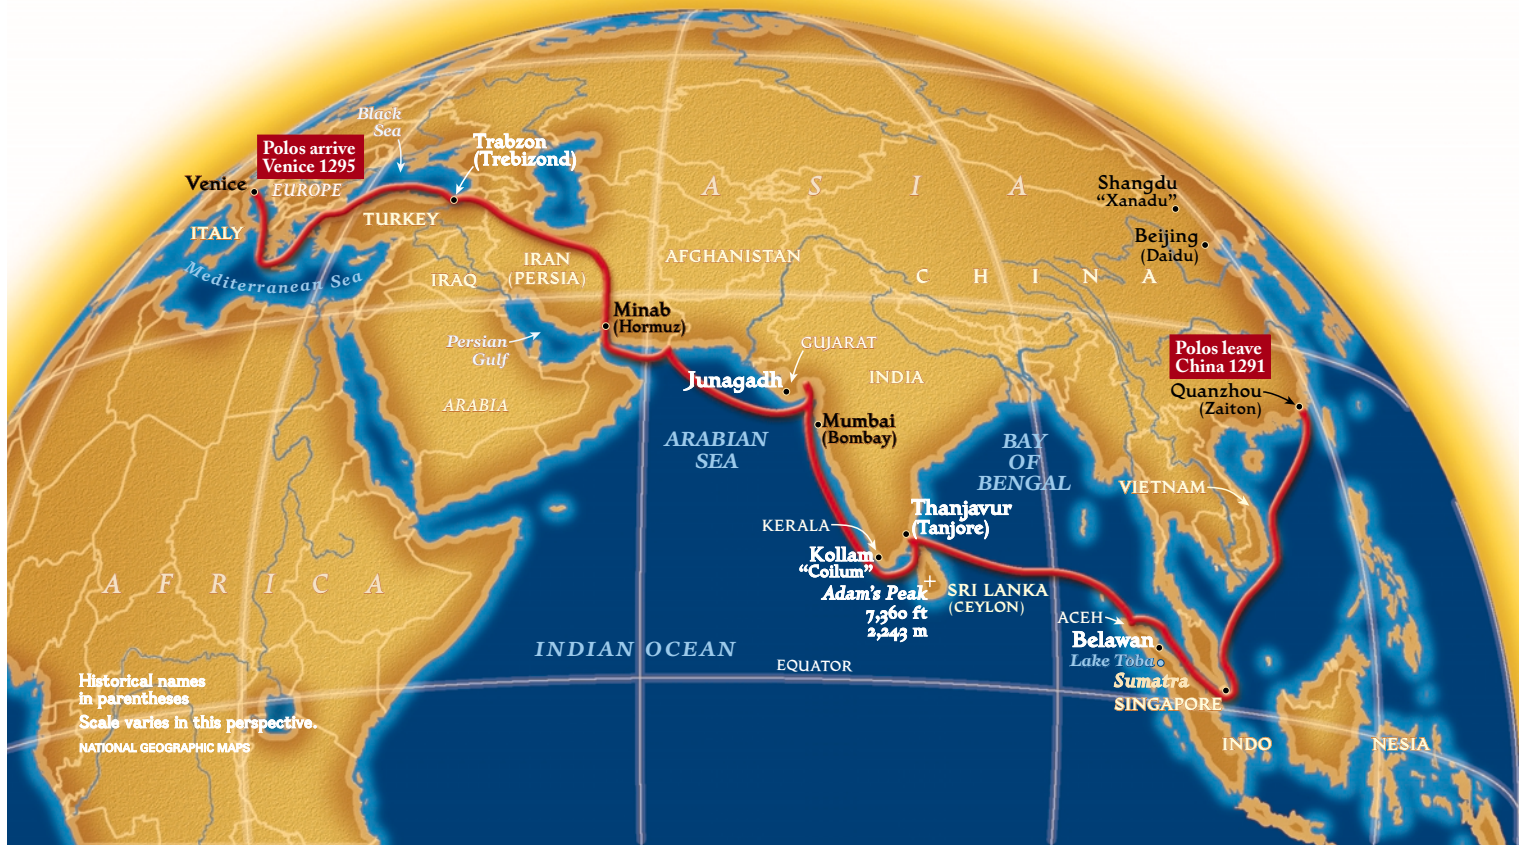 Black
Sea
Polos arrive
Venice 1295
Trabzon
(Trebizond)
Venice
EUROPE
ASIA
Shangdu
“Xanadu”
ITALY
TURKEY
Beijing
(Daidu)
Mediterranean Sea
IRAQ
IRAN
(PERSIA)
AFGHANISTAN
CHINA
Minab
(Hormuz)
Persian
Gulf
GUJARAT
Polos leave
China 1291
Junagadh
INDIA
Quanzhou
(Zaiton)
ARABIA
Mumbai
(Bombay)
ARABIAN
SEA
BAY
OF
BENGAL
VIETNAM
Thanjavur
(Tanjore)
KERALA
Kollam
“Coilum”
AFRICA
Adam’s Peak
7,360 ft
2,243 m
SRI LANKA
(CEYLON)
ACEH
Belawan
Lake Toba
INDIAN OCEAN
EQUATOR
Sumatra
SINGAPORE
Historical names
in parentheses
Scale varies in this perspective.
NATIONAL GEOGRAPHIC MAPS
INDO NESIA